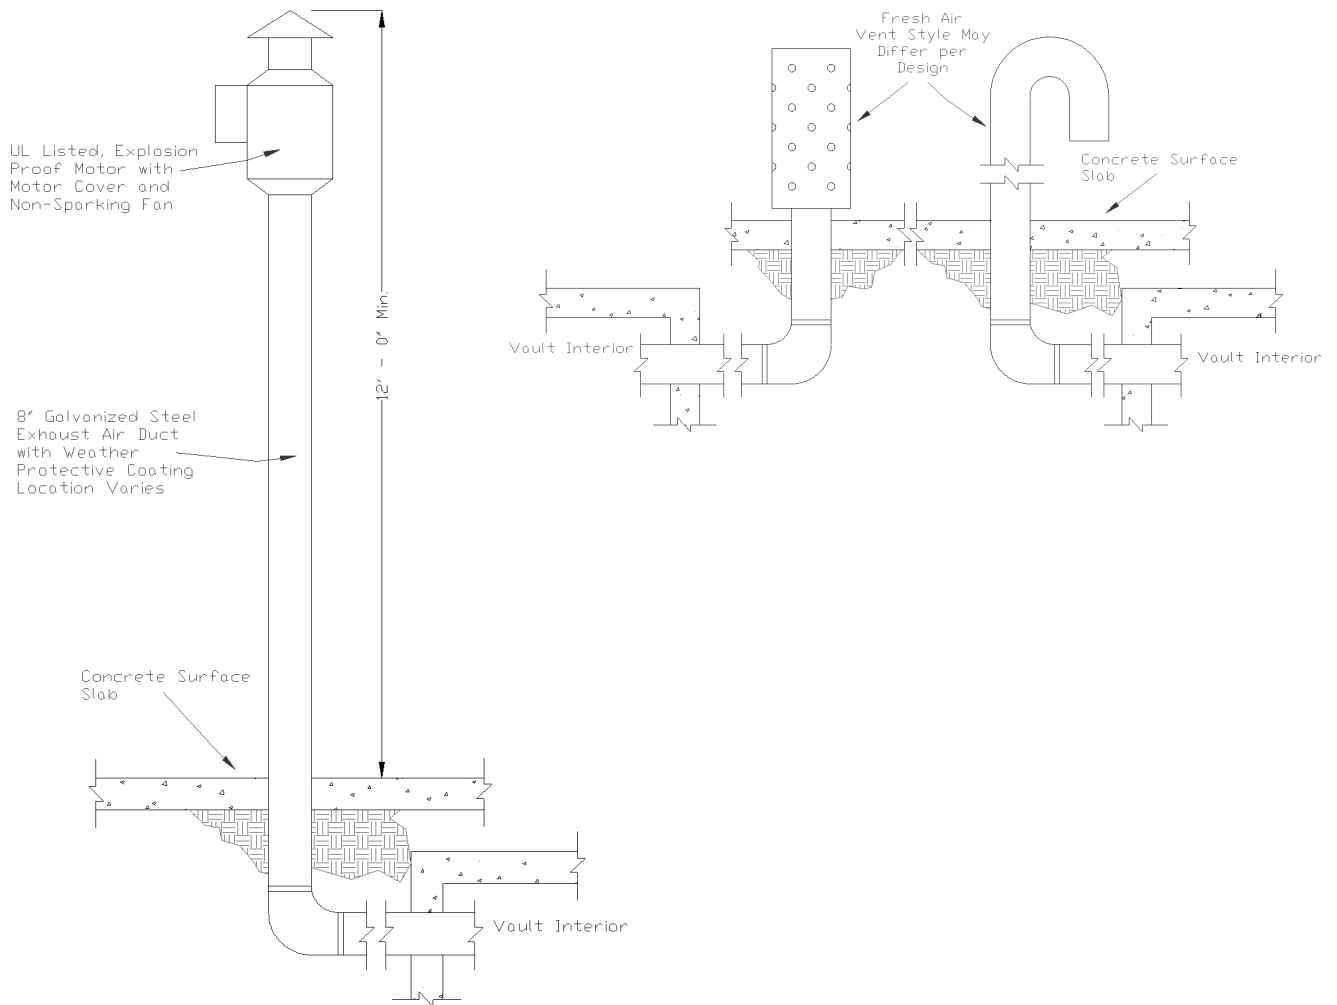 UL Listed, Explosion
Proof Motor with
Motor Cover and
Non-Sparking Fan
8" Galvanized Steel
Exhaust Air Duct
with Weather
Protective Coating
Location Varies
12' - 0" Min.
Concrete Surface
Slab
Vault Interior
Fresh Air
Vent Style May
Differ per
Design
Concrete Surface
Slab
Vault Interior
Vault Interior